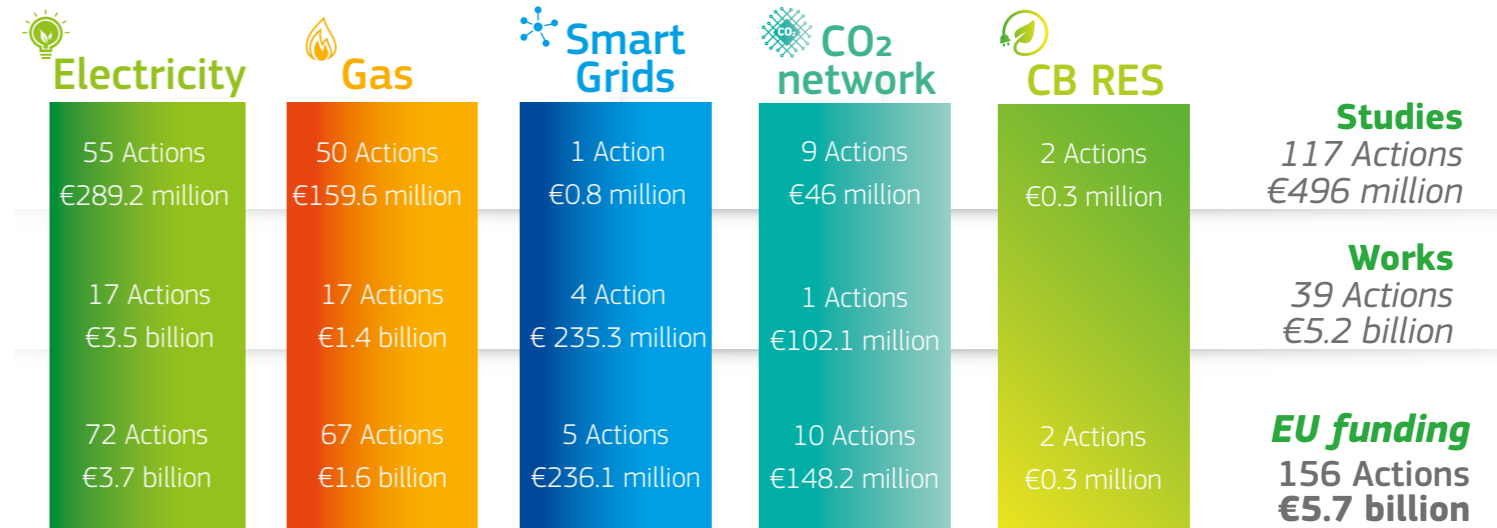 Electricity
Gas
Smart
Grids
CO₂
CO2
network
CB RES
55 Actions
€289.2 million
50 Actions
€159.6 million
1 Action
€0.8 million
9 Actions
€46 million
2 Actions
€0.3 million
Studies
117 Actions
€496 million
17 Actions
€3.5 billion
17 Actions
€1.4 billion
4 Action
€ 235.3 million
1 Actions
€102.1 million
Works
39 Actions
€5.2 billion
72 Actions
€3.7 billion
67 Actions
€1.6 billion
5 Actions
€236.1 million
10 Actions
€148.2 million
2 Actions
€0.3 million
EU funding
156 Actions
€5.7 billion